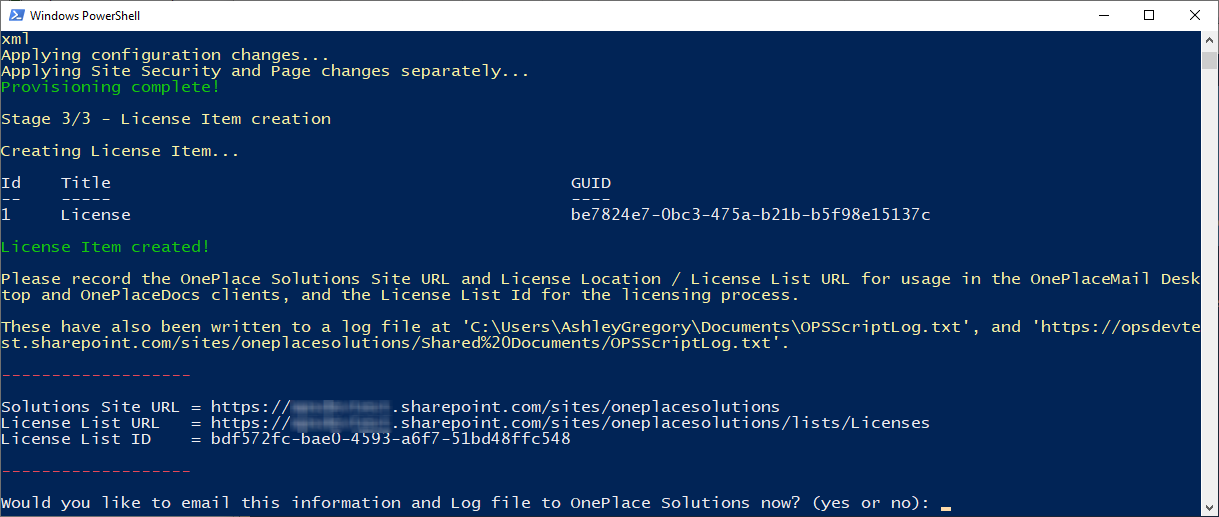 Windows PowerShell
xml
Applying configuration changes...
Applying Site Security and Page changes separately...
Provisioning complete!
Stage 3/3 - License Item creation
Creating License Item...
Id Title GUID
-- ----- ----
1 License be7824e7-0bc3-475a-b21b-b5f98e15137c
License Item created!
Please record the OnePlace Solutions Site URL and License Location / License List URL for usage in the OnePlaceMail Desk
top and OnePlaceDocs clients, and the License List Id for the licensing process.
These have also been written to a log file at 'C:\Users\AshleyGregory\Documents\OPSScriptLog.txt', and 'https://opsdevte
st.sharepoint.com/sites/oneplacesolutions/Shared%20Documents/OPSScriptLog.txt'.
-------------------
Solutions Site URL = https://.sharepoint.com/sites/oneplacesolutions
License List URL = https://.sharepoint.com/sites/oneplacesolutions/lists/Licenses
License List ID = bdf572fc-bae0-4593-a6f7-51bd48ffc548
-------------------
Would you like to email this information and Log file to OnePlace Solutions now? (yes or no):